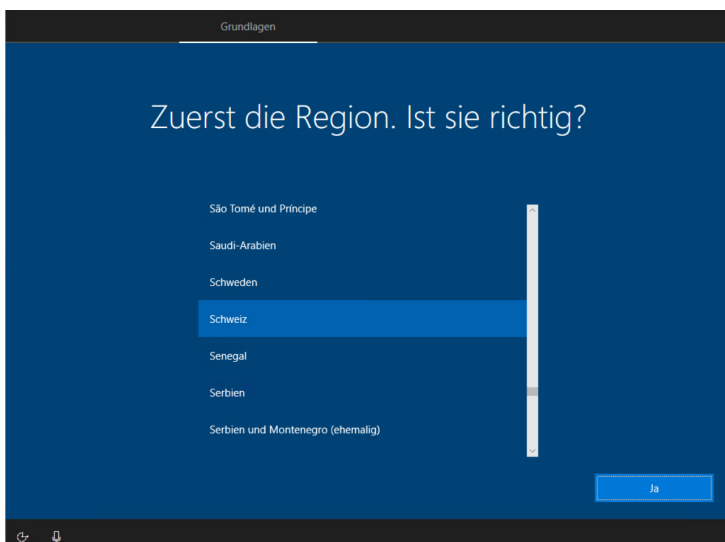 Grundlagen
Zuerst die Region. Ist sie richtig?
São Tomé und Príncipe
Saudi-Arabien
Schweden
Schweiz
Senegal
Serbien
Serbien und Montenegro (ehemalig)
Ja